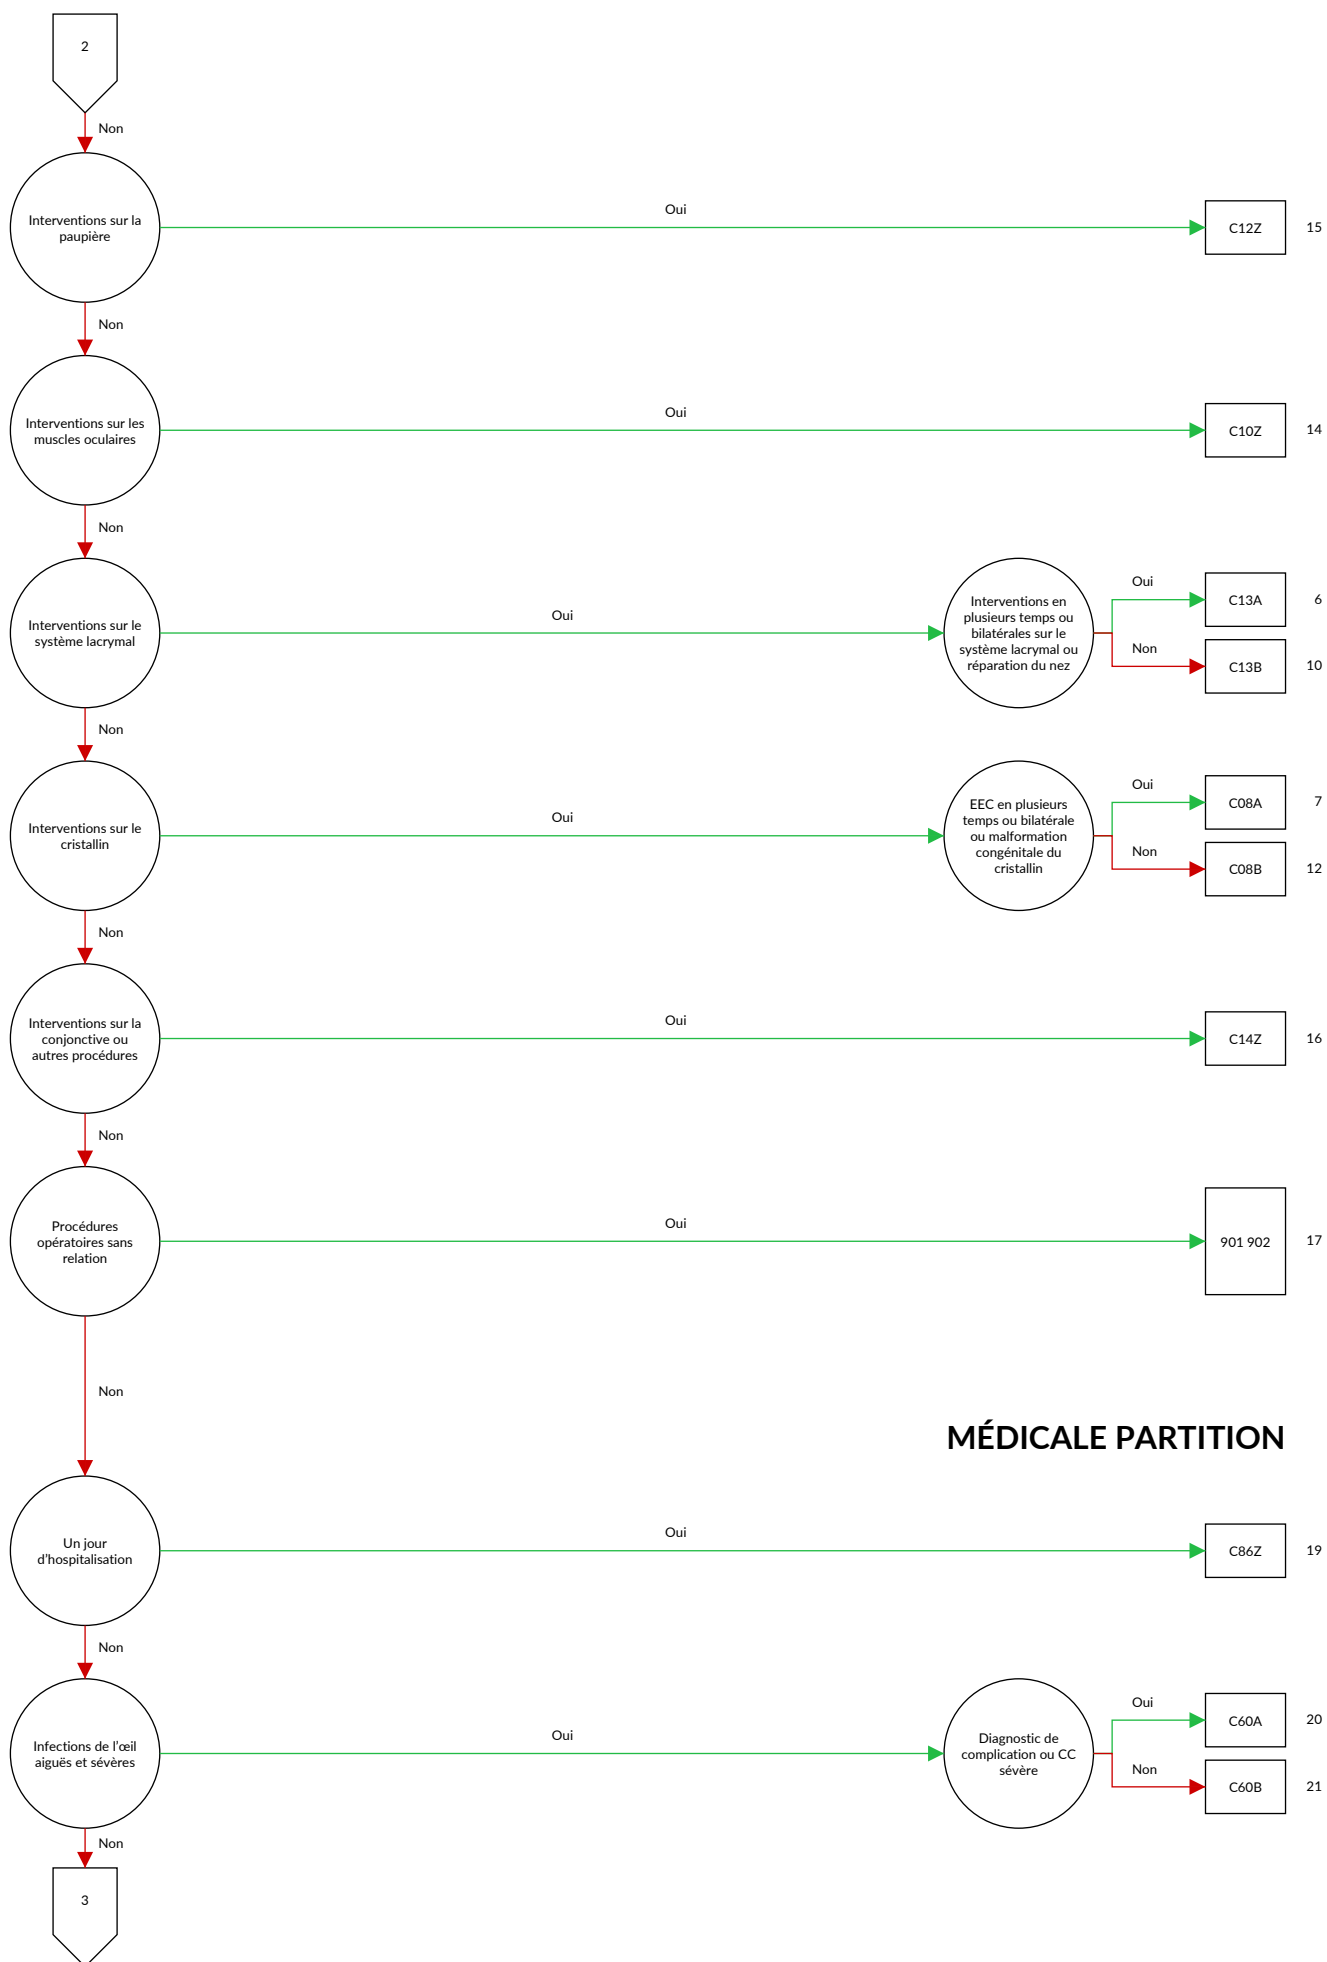 2
Non
Interventions sur la
paupière
Oui
C12Z
15
Non
Interventions sur les
muscles oculaires
Oui
C10Z
14
Non
Interventions sur le
système lacrymal
Oui
Interventions en
plusieurs temps ou
bilatérales sur le
système lacrymal ou
réparation du nez
Oui
C13A
6
Non
C13B
10
Non
Interventions sur le
cristallin
Oui
EEC en plusieurs
temps ou bilatérale
ou malformation
congénitale du
cristallin
Oui
C08A
7
Non
C08B
12
Non
Interventions sur la
conjonctive ou
autres procédures
Oui
C14Z
16
Non
Procédures
opératoires sans
relation
Oui
901 902
17
Non
MÉDICALE PARTITION
Un jour
d'hospitalisation
Oui
C86Z
19
Non
Infections de l'œil
aiguës et sévères
Oui
Diagnostic de
complication ou CC
sévère
Oui
C60A
20
Non
C60B
21
Non
3